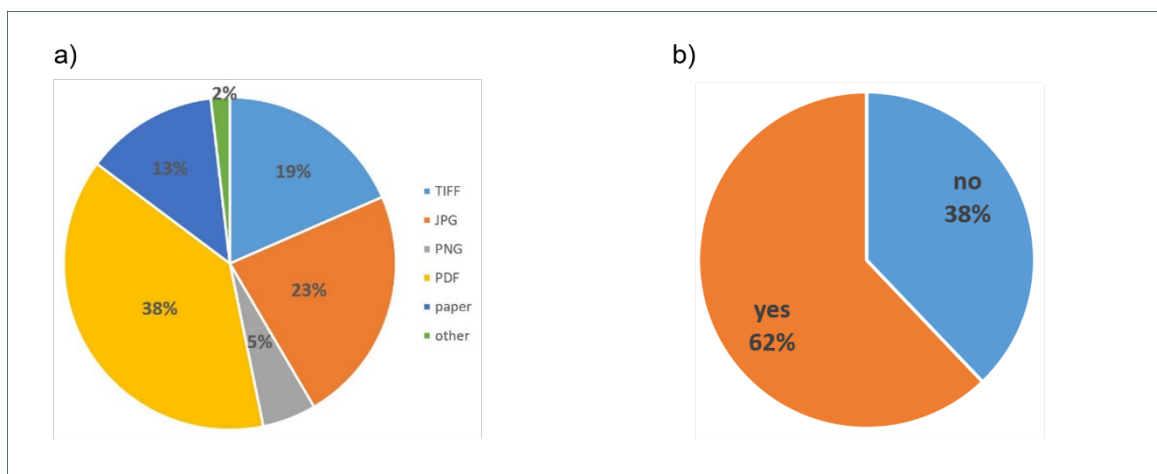 a)
b)
2%
13%
19%
38%
23%
5%
TIFF
JPG
PNG
PDF
paper
other
no
38%
yes
62%